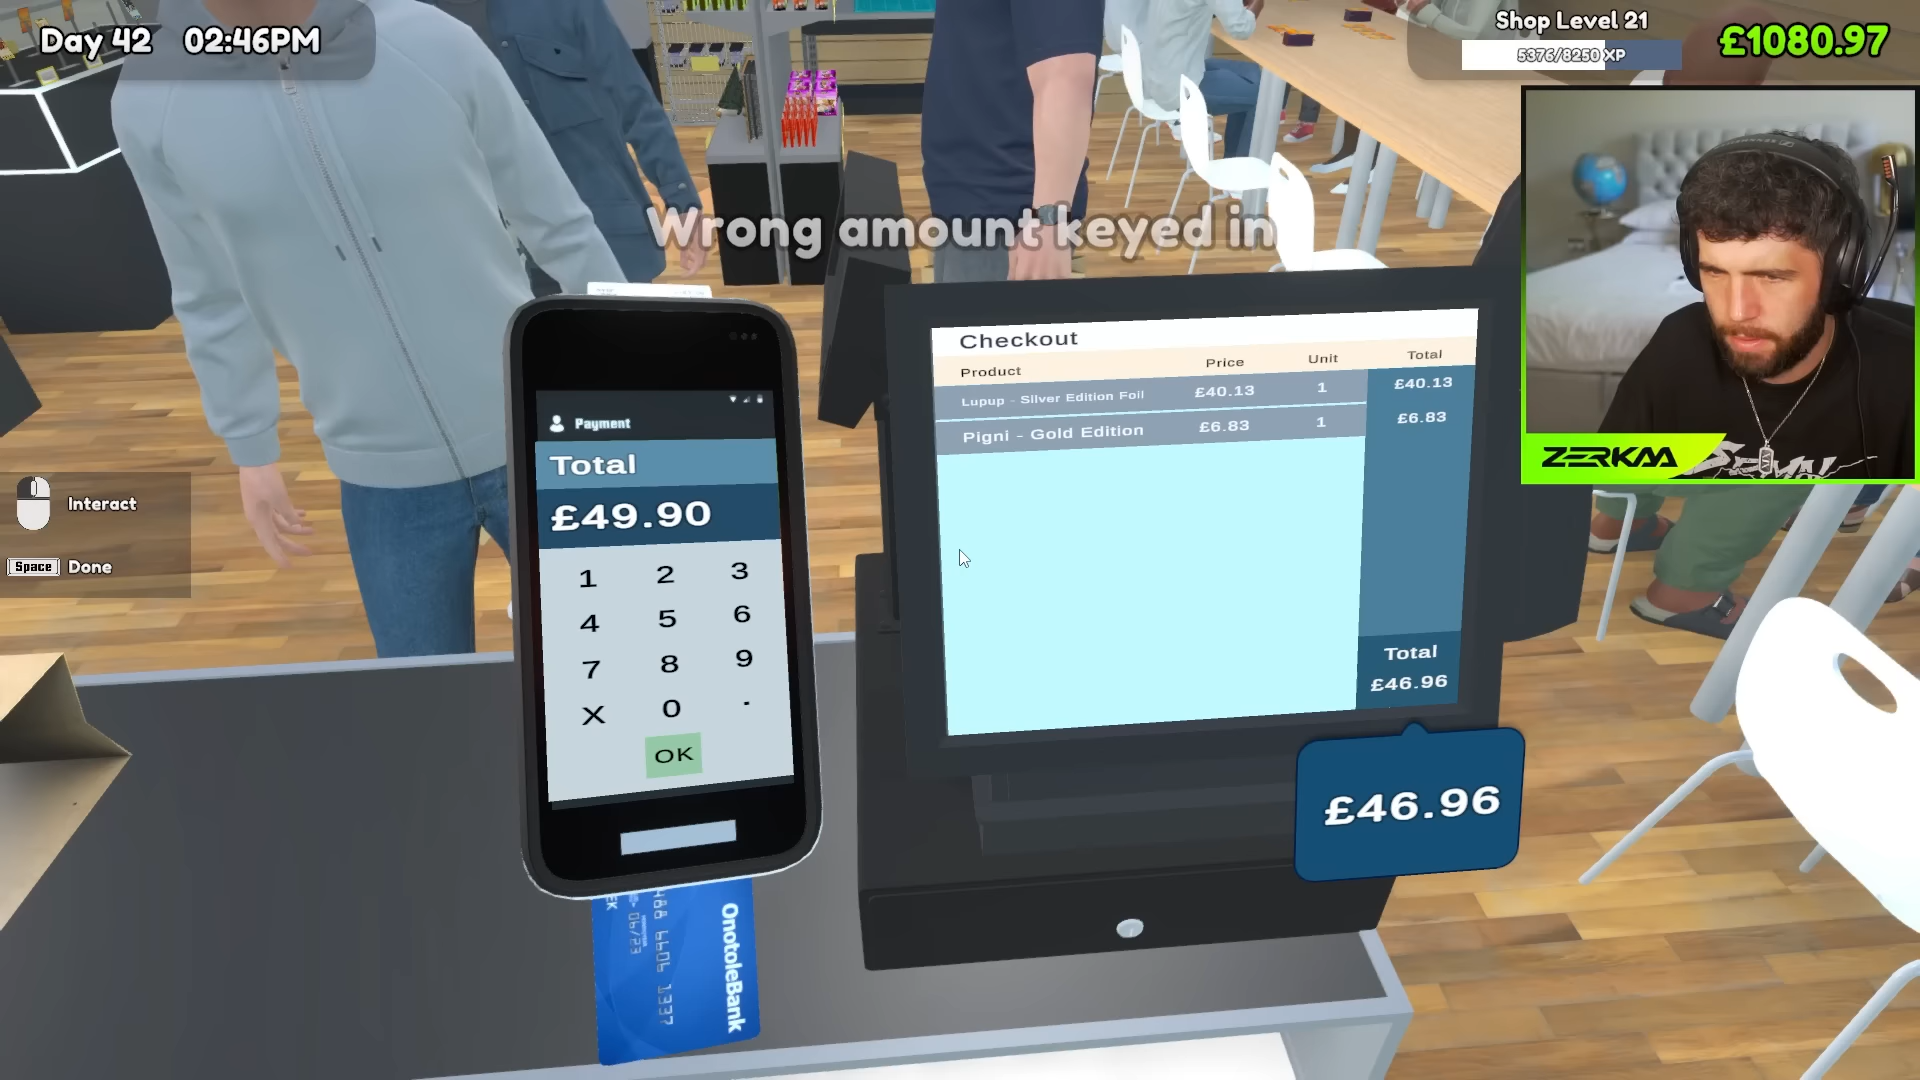 Day 42 02:46PM
Shop Level 21
5376/8250 XP
£1080.97
Wrong amount keyed in
ZERKAA
Interact
Space Done
Payment
Total
£49.90
1 2 3
4 5 6
7 8 9
X 0 .
OK
Checkout
Product Price Unit Total
Lupup - Silver Edition Foil £40.13 1 £40.13
Pigni - Gold Edition £6.83 1 £6.83
Total
£46.96
£46.96
OnotoleBank
06/23